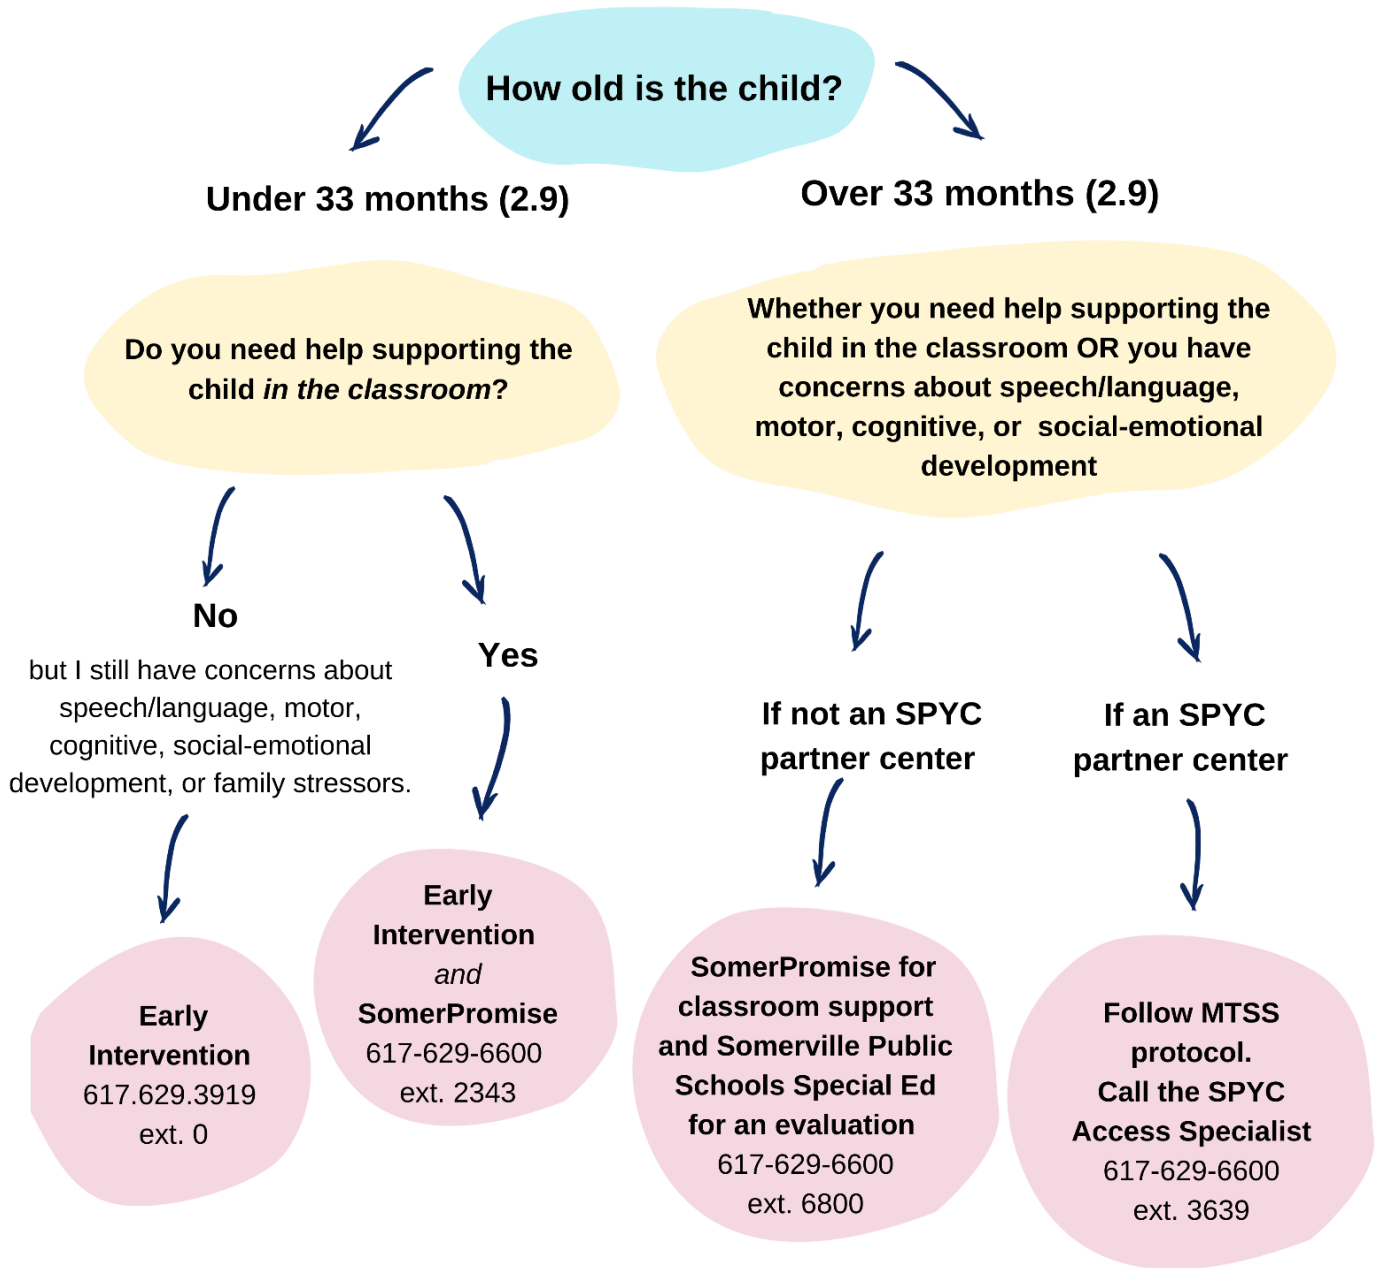 How old is the child?
Under 33 months (2.9)
Over 33 months (2.9)
Do you need help supporting the
child in the classroom?
Whether you need help supporting the
child in the classroom OR you have
concerns about speech/language,
motor, cognitive, or social-emotional
development
No
but I still have concerns about
speech/language, motor,
cognitive, social-emotional
development, or family stressors.
Yes
If not an SPYC
partner center
If an SPYC
partner center
Early
Intervention
617.629.3919
ext. 0
Early
Intervention
and
SomerPromise
617-629-6600
ext. 2343
SomerPromise for
classroom support
and Somerville Public
Schools Special Ed
for an evaluation
617-629-6600
ext. 6800
Follow MTSS
protocol.
Call the SPYC
Access Specialist
617-629-6600
ext. 3639